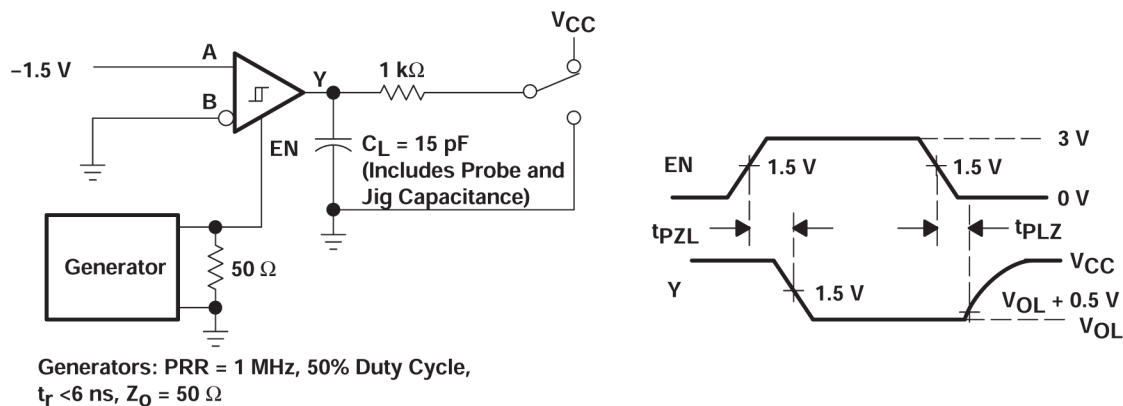 VCC
A
−1.5 V
1 kΩ
Y
B
EN
CL = 15 pF
(Includes Probe and
Jig Capacitance)
Generator
50 Ω
Generators: PRR = 1 MHz, 50% Duty Cycle,
tr <6 ns, ZO = 50 Ω
3 V
EN
1.5 V
1.5 V
0 V
tPZL
tPLZ
VCC
Y
1.5 V
VOL + 0.5 V
VOL